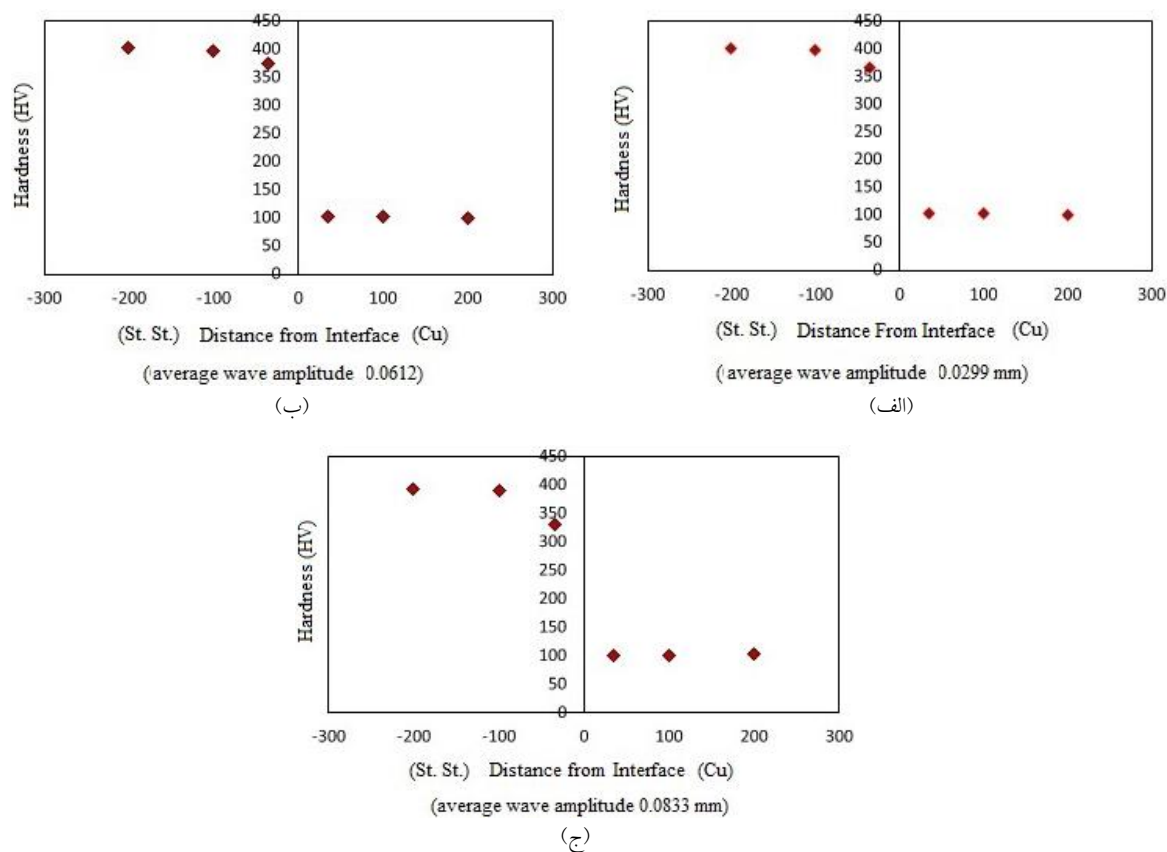 450
400
350
300
250
200
150
100
50
0
Hardness (HV)
-300 -200 -100 0 100 200 300
(St. St.) Distance from Interface (Cu)
(average wave amplitude 0.0612)
(ب)
450
400
350
300
250
200
150
100
50
0
Hardness (HV)
-300 -200 -100 0 100 200 300
(St. St.) Distance From Interface (Cu)
(average wave amplitude 0.0299 mm)
(الف)
450
400
350
300
250
200
150
100
50
0
Hardness (HV)
-300 -200 -100 0 100 200 300
(St. St.) Distance from Interface (Cu)
(average wave amplitude 0.0833 mm)
(ج)